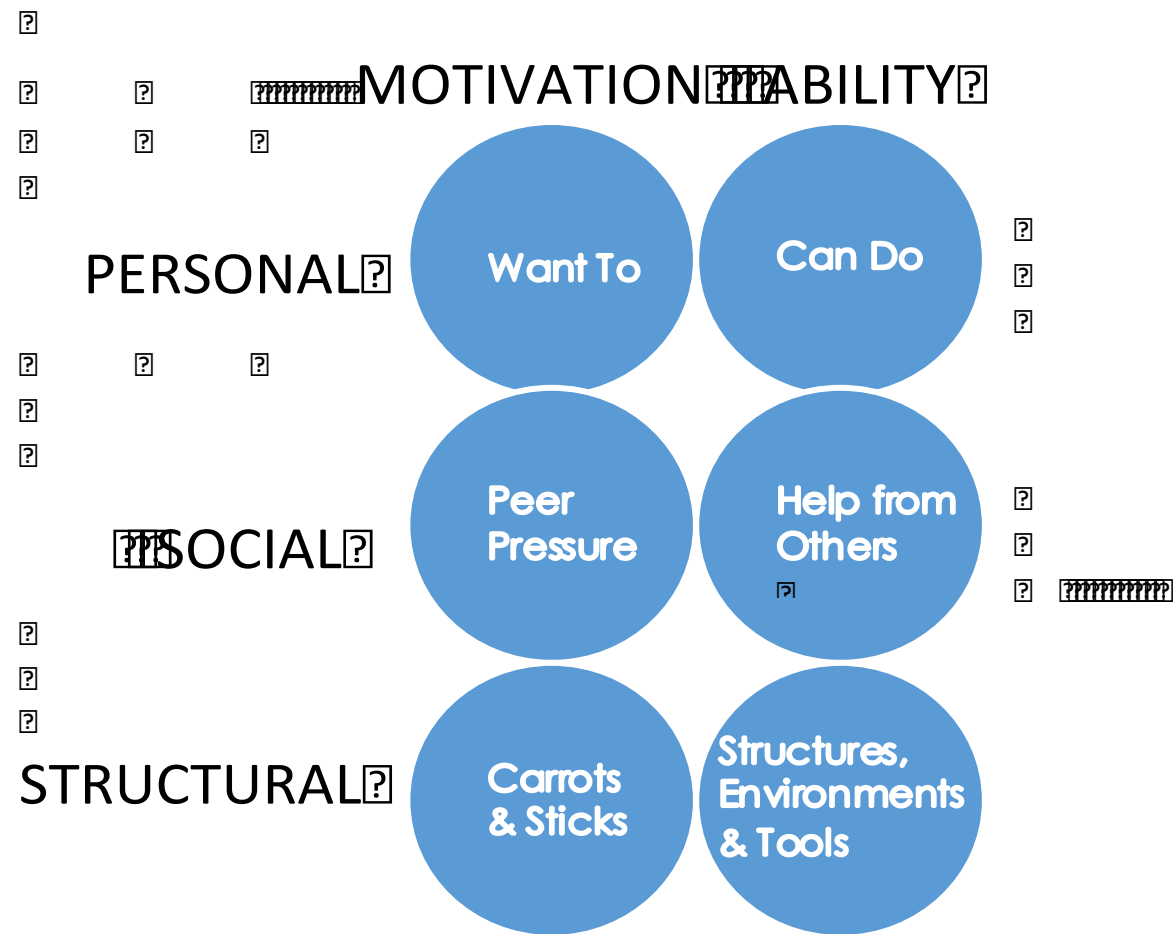 MOTIVATION ABILITY
PERSONAL
Want To
Can Do
SOCIAL
Peer
Pressure
Help from
Others
STRUCTURAL
Carrots
& Sticks
Structures,
Environments
& Tools